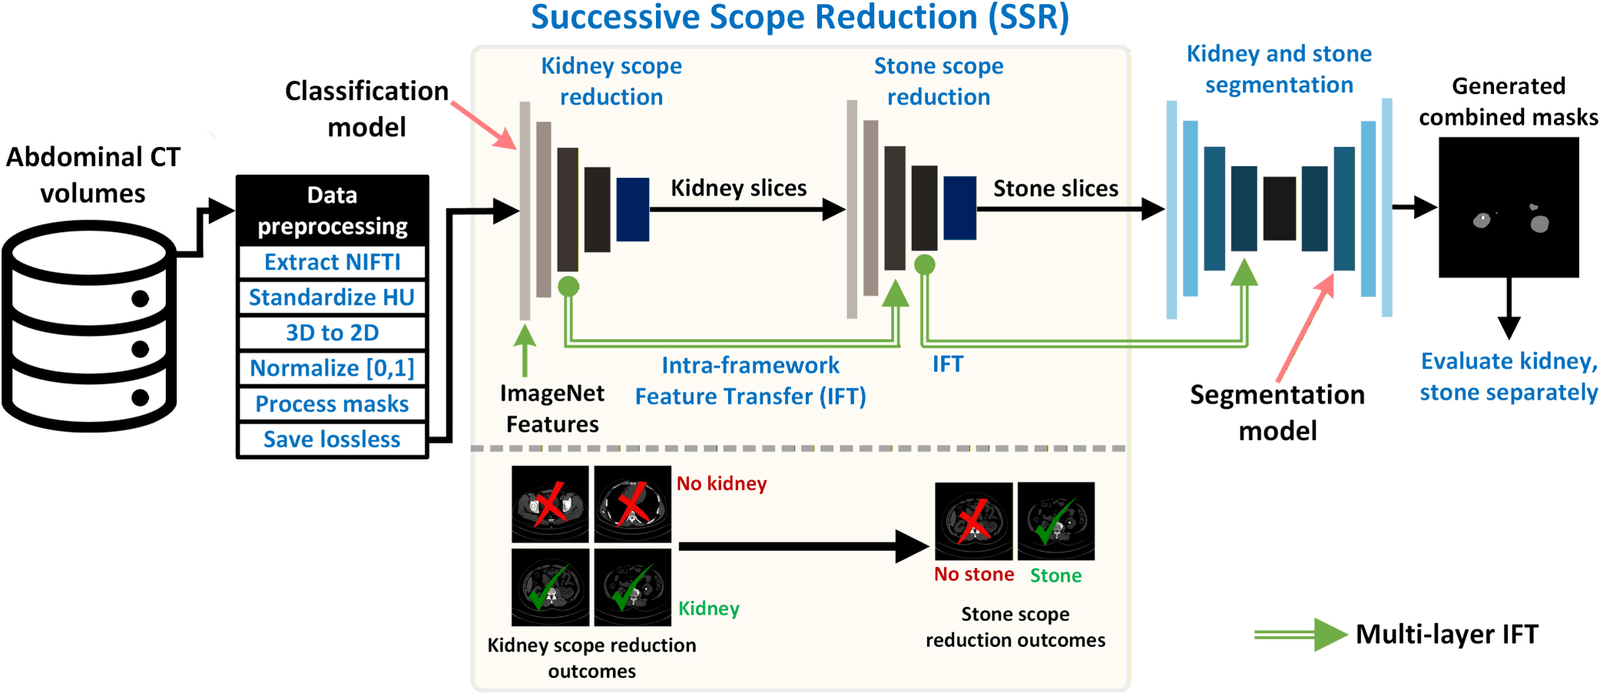 Successive Scope Reduction (SSR)
Abdominal CT
volumes
Data
preprocessing
Extract NIFTI
Standardize HU
3D to 2D
Normalize [0,1]
Process masks
Save lossless
Classification
model
Kidney scope
reduction
Kidney slices
Stone scope
reduction
Stone slices
ImageNet
Features
Intra-framework
Feature Transfer (IFT)
IFT
Kidney and stone
segmentation
Segmentation
model
Generated
combined masks
Evaluate kidney,
stone separately
No kidney
Kidney
Kidney scope reduction
outcomes
No stone
Stone
Stone scope
reduction outcomes
Multi-layer IFT